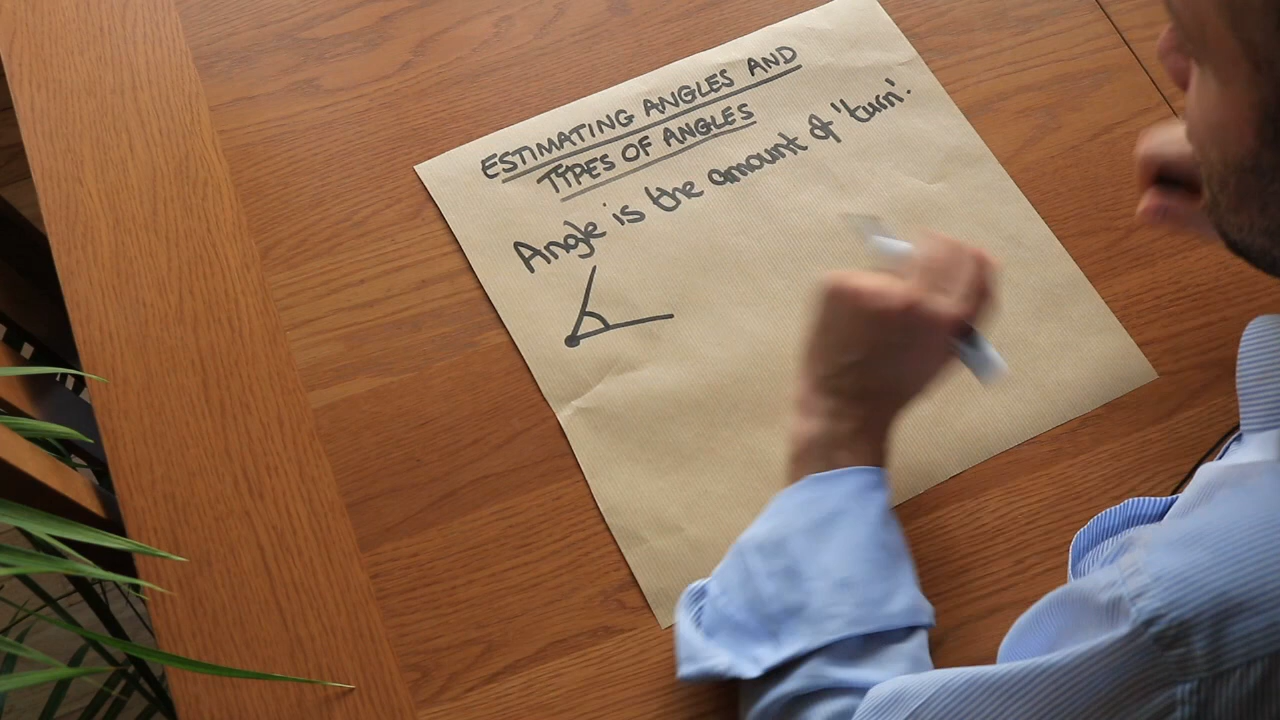 ESTIMATING ANGLES AND
TYPES OF ANGLES
Angle is the amount of 'turn'.